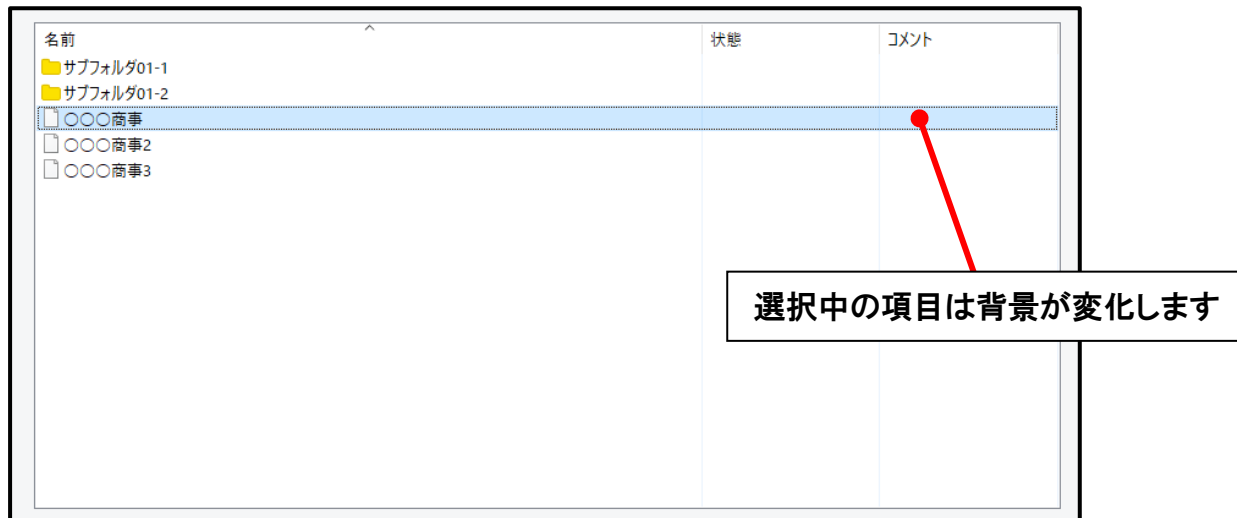 名前 状態 コメント
サブフォルダ01-1
サブフォルダ01-2
○○○商事
○○○商事2
○○○商事3
選択中の項目は背景が変化します